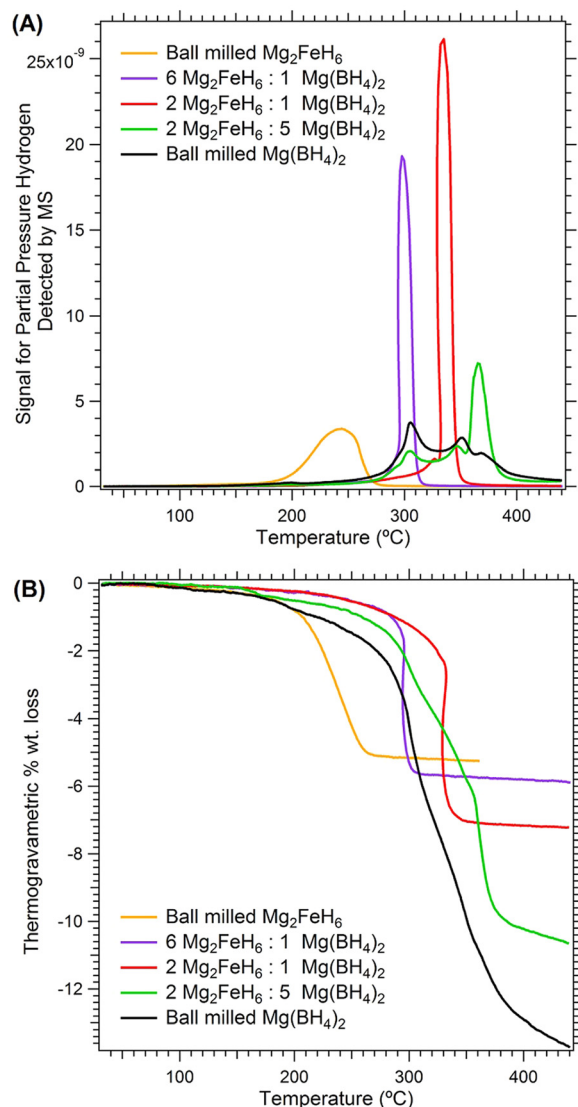 (A)
Signal for Partial Pressure Hydrogen
Detected by MS
25x10⁻⁹
20
15
10
5
0
Ball milled Mg₂FeH₆
6 Mg₂FeH₆ : 1 Mg(BH₄)₂
2 Mg₂FeH₆ : 1 Mg(BH₄)₂
2 Mg₂FeH₆ : 5 Mg(BH₄)₂
Ball milled Mg(BH₄)₂
100 200 300 400
Temperature (ºC)
(B)
Thermogravametric % wt. loss
0
-2
-4
-6
-8
-10
-12
Ball milled Mg₂FeH₆
6 Mg₂FeH₆ : 1 Mg(BH₄)₂
2 Mg₂FeH₆ : 1 Mg(BH₄)₂
2 Mg₂FeH₆ : 5 Mg(BH₄)₂
Ball milled Mg(BH₄)₂
100 200 300 400
Temperature (ºC)